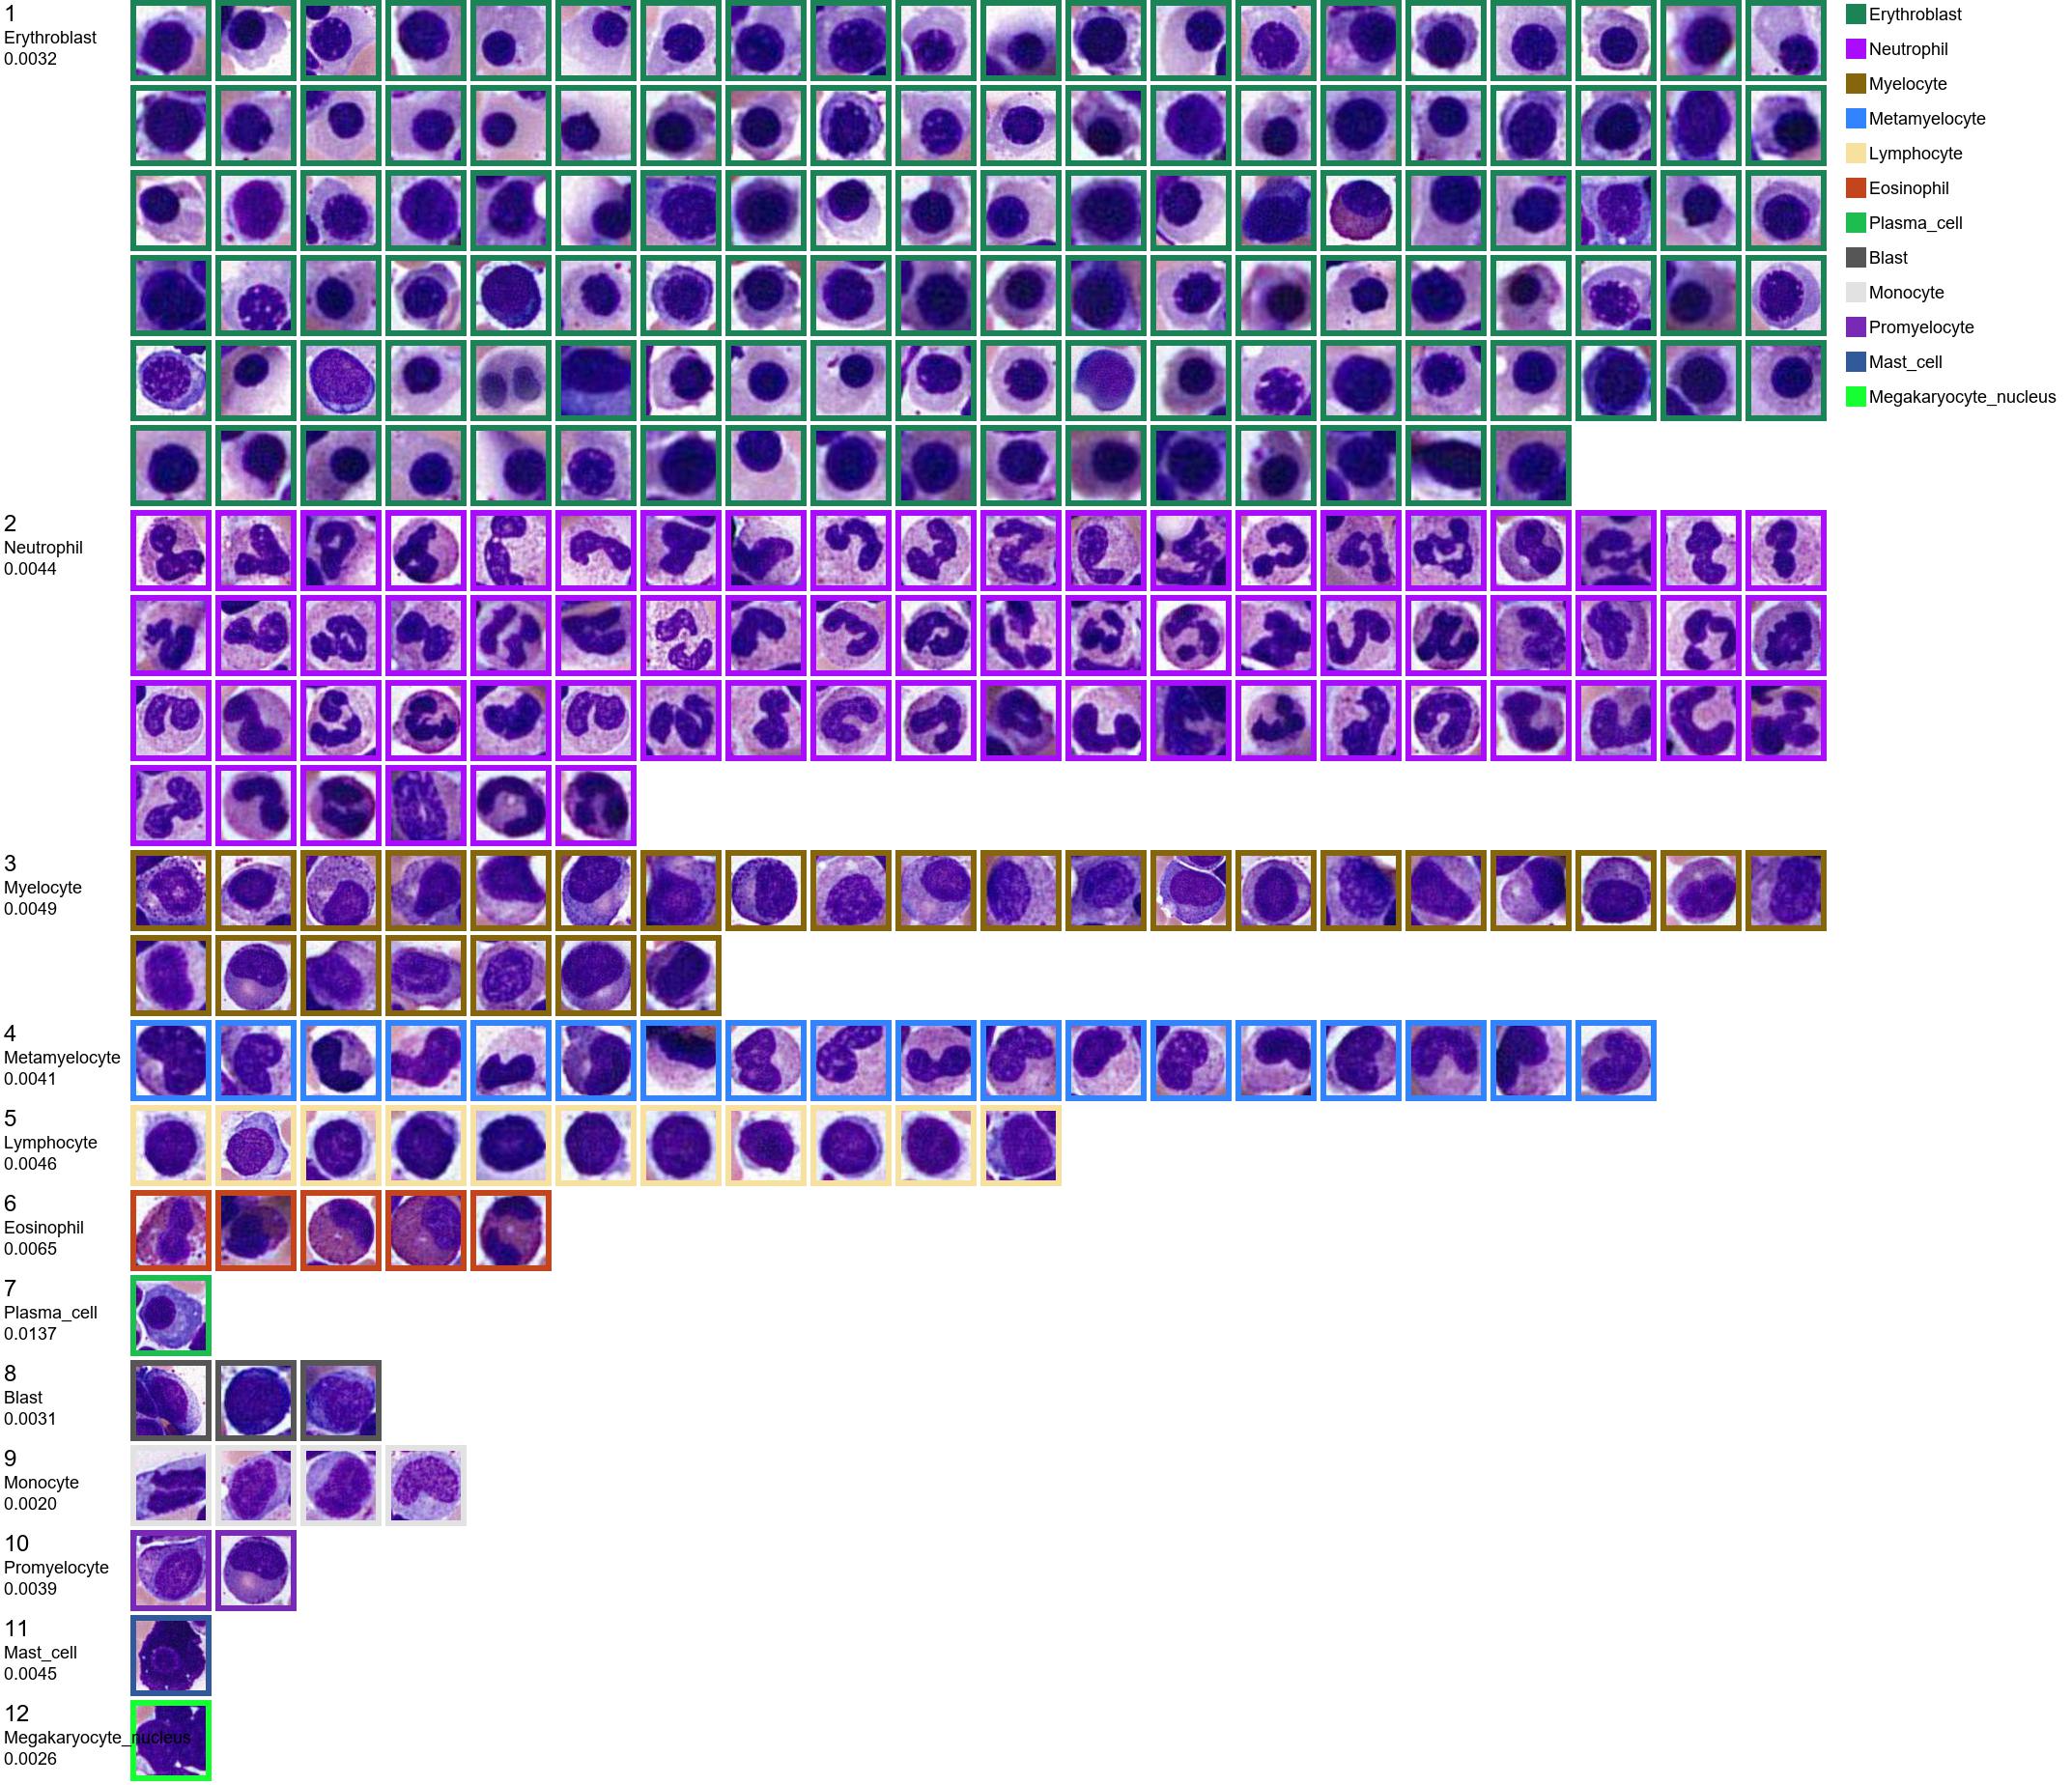 1
Erythroblast
0.0032
2
Neutrophil
0.0044
3
Myelocyte
0.0049
4
Metamyelocyte
0.0041
5
Lymphocyte
0.0046
6
Eosinophil
0.0065
7
Plasma_cell
0.0137
8
Blast
0.0031
9
Monocyte
0.0020
10
Promyelocyte
0.0039
11
Mast_cell
0.0045
12
Megakaryocyte_nucleus
0.0026
Erythroblast
Neutrophil
Myelocyte
Metamyelocyte
Lymphocyte
Eosinophil
Plasma_cell
Blast
Monocyte
Promyelocyte
Mast_cell
Megakaryocyte_nucleus